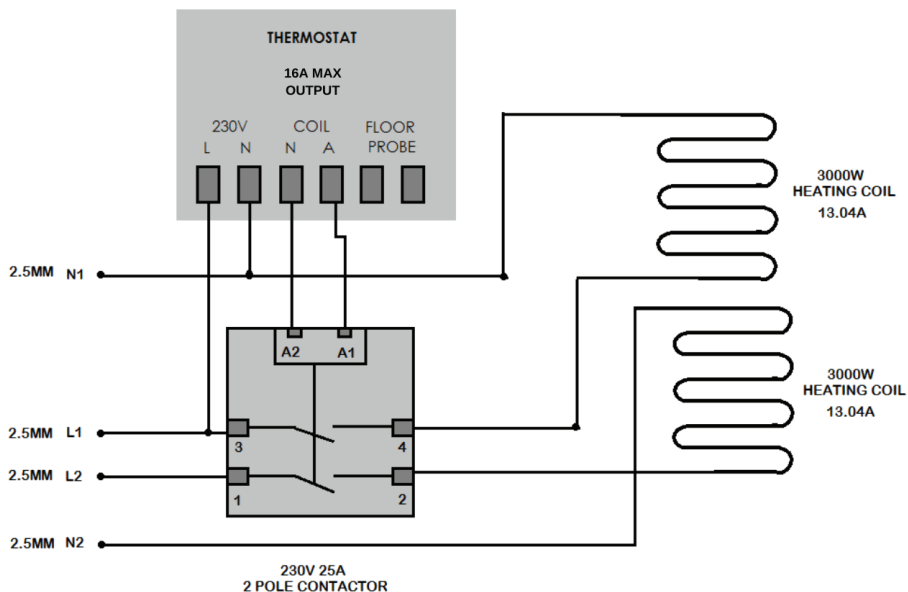 THERMOSTAT
16A MAX
OUTPUT
230V COIL FLOOR
PROBE
L N N A
3000W
HEATING COIL
13.04A
2.5MM N1
A2 A1
3000W
HEATING COIL
13.04A
2.5MM L1
3 4
2.5MM L2
1 2
2.5MM N2
230V 25A
2 POLE CONTACTOR